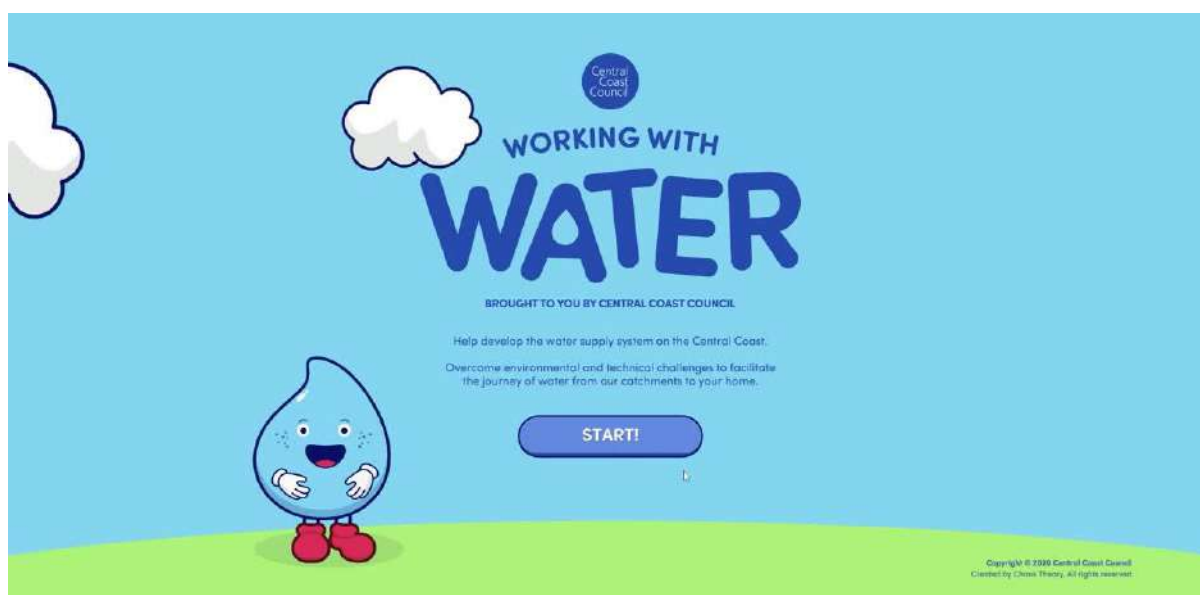 Central
Coast
Council
WORKING WITH
WATER
BROUGHT TO YOU BY CENTRAL COAST COUNCIL
Help develop the water supply system on the Central Coast.
Overcome environmental and technical challenges to facilitate
the journey of water from our catchments to your home.
START!
Copyright © 2020 Central Coast Council
Created by Chaos Theory, All rights reserved